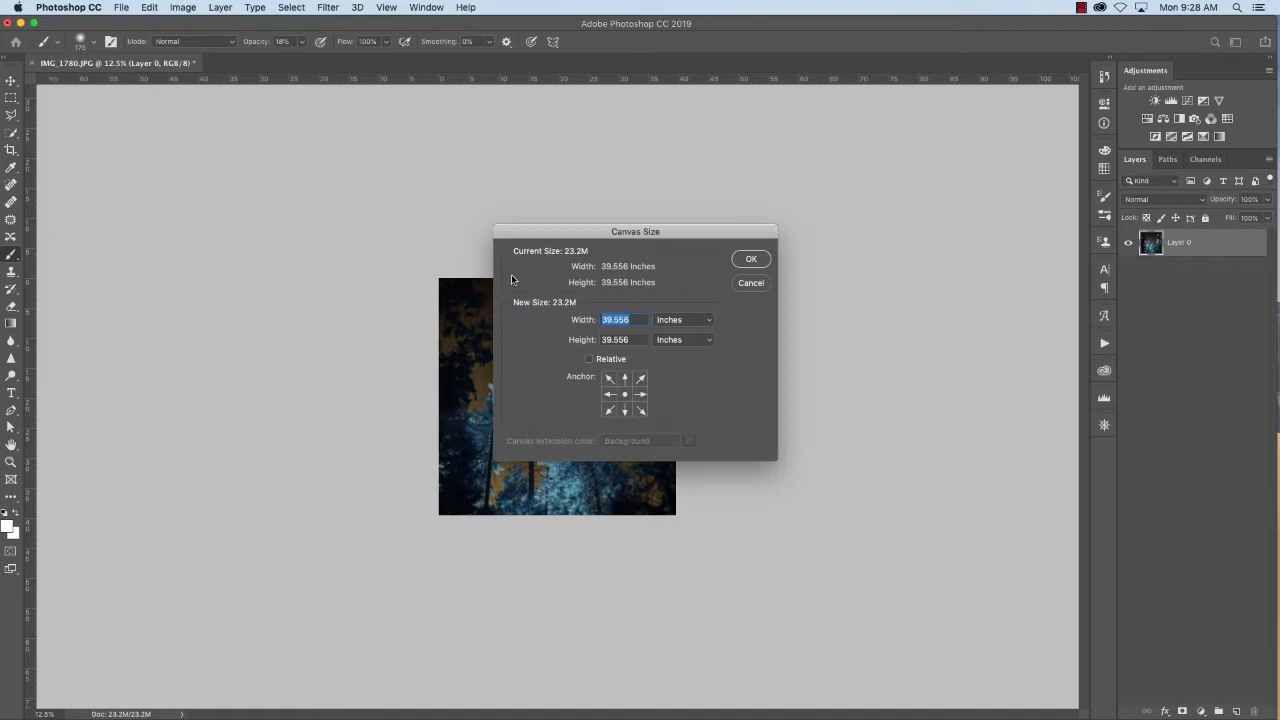 Photoshop CC File Edit Image Layer Type Select Filter 3D View Window Help Mon 9:28 AM
Adobe Photoshop CC 2019
175 Mode: Normal Opacity: 18% Flow: 100% Smoothing: 0%
× IMG_1780.JPG @ 12.5% (Layer 0, RGB/8) *
Adjustments
Add an adjustment
Layers Paths Channels
Kind
Normal Opacity: 100%
Lock: Fill: 100%
Layer 0
Canvas Size
Current Size: 23.2M
Width: 39.556 Inches
Height: 39.556 Inches
OK
Cancel
New Size: 23.2M
Width: 39.556 Inches
Height: 39.556 Inches
Relative
Anchor:
Canvas extension color: Background
12.5% Doc: 23.2M/23.2M